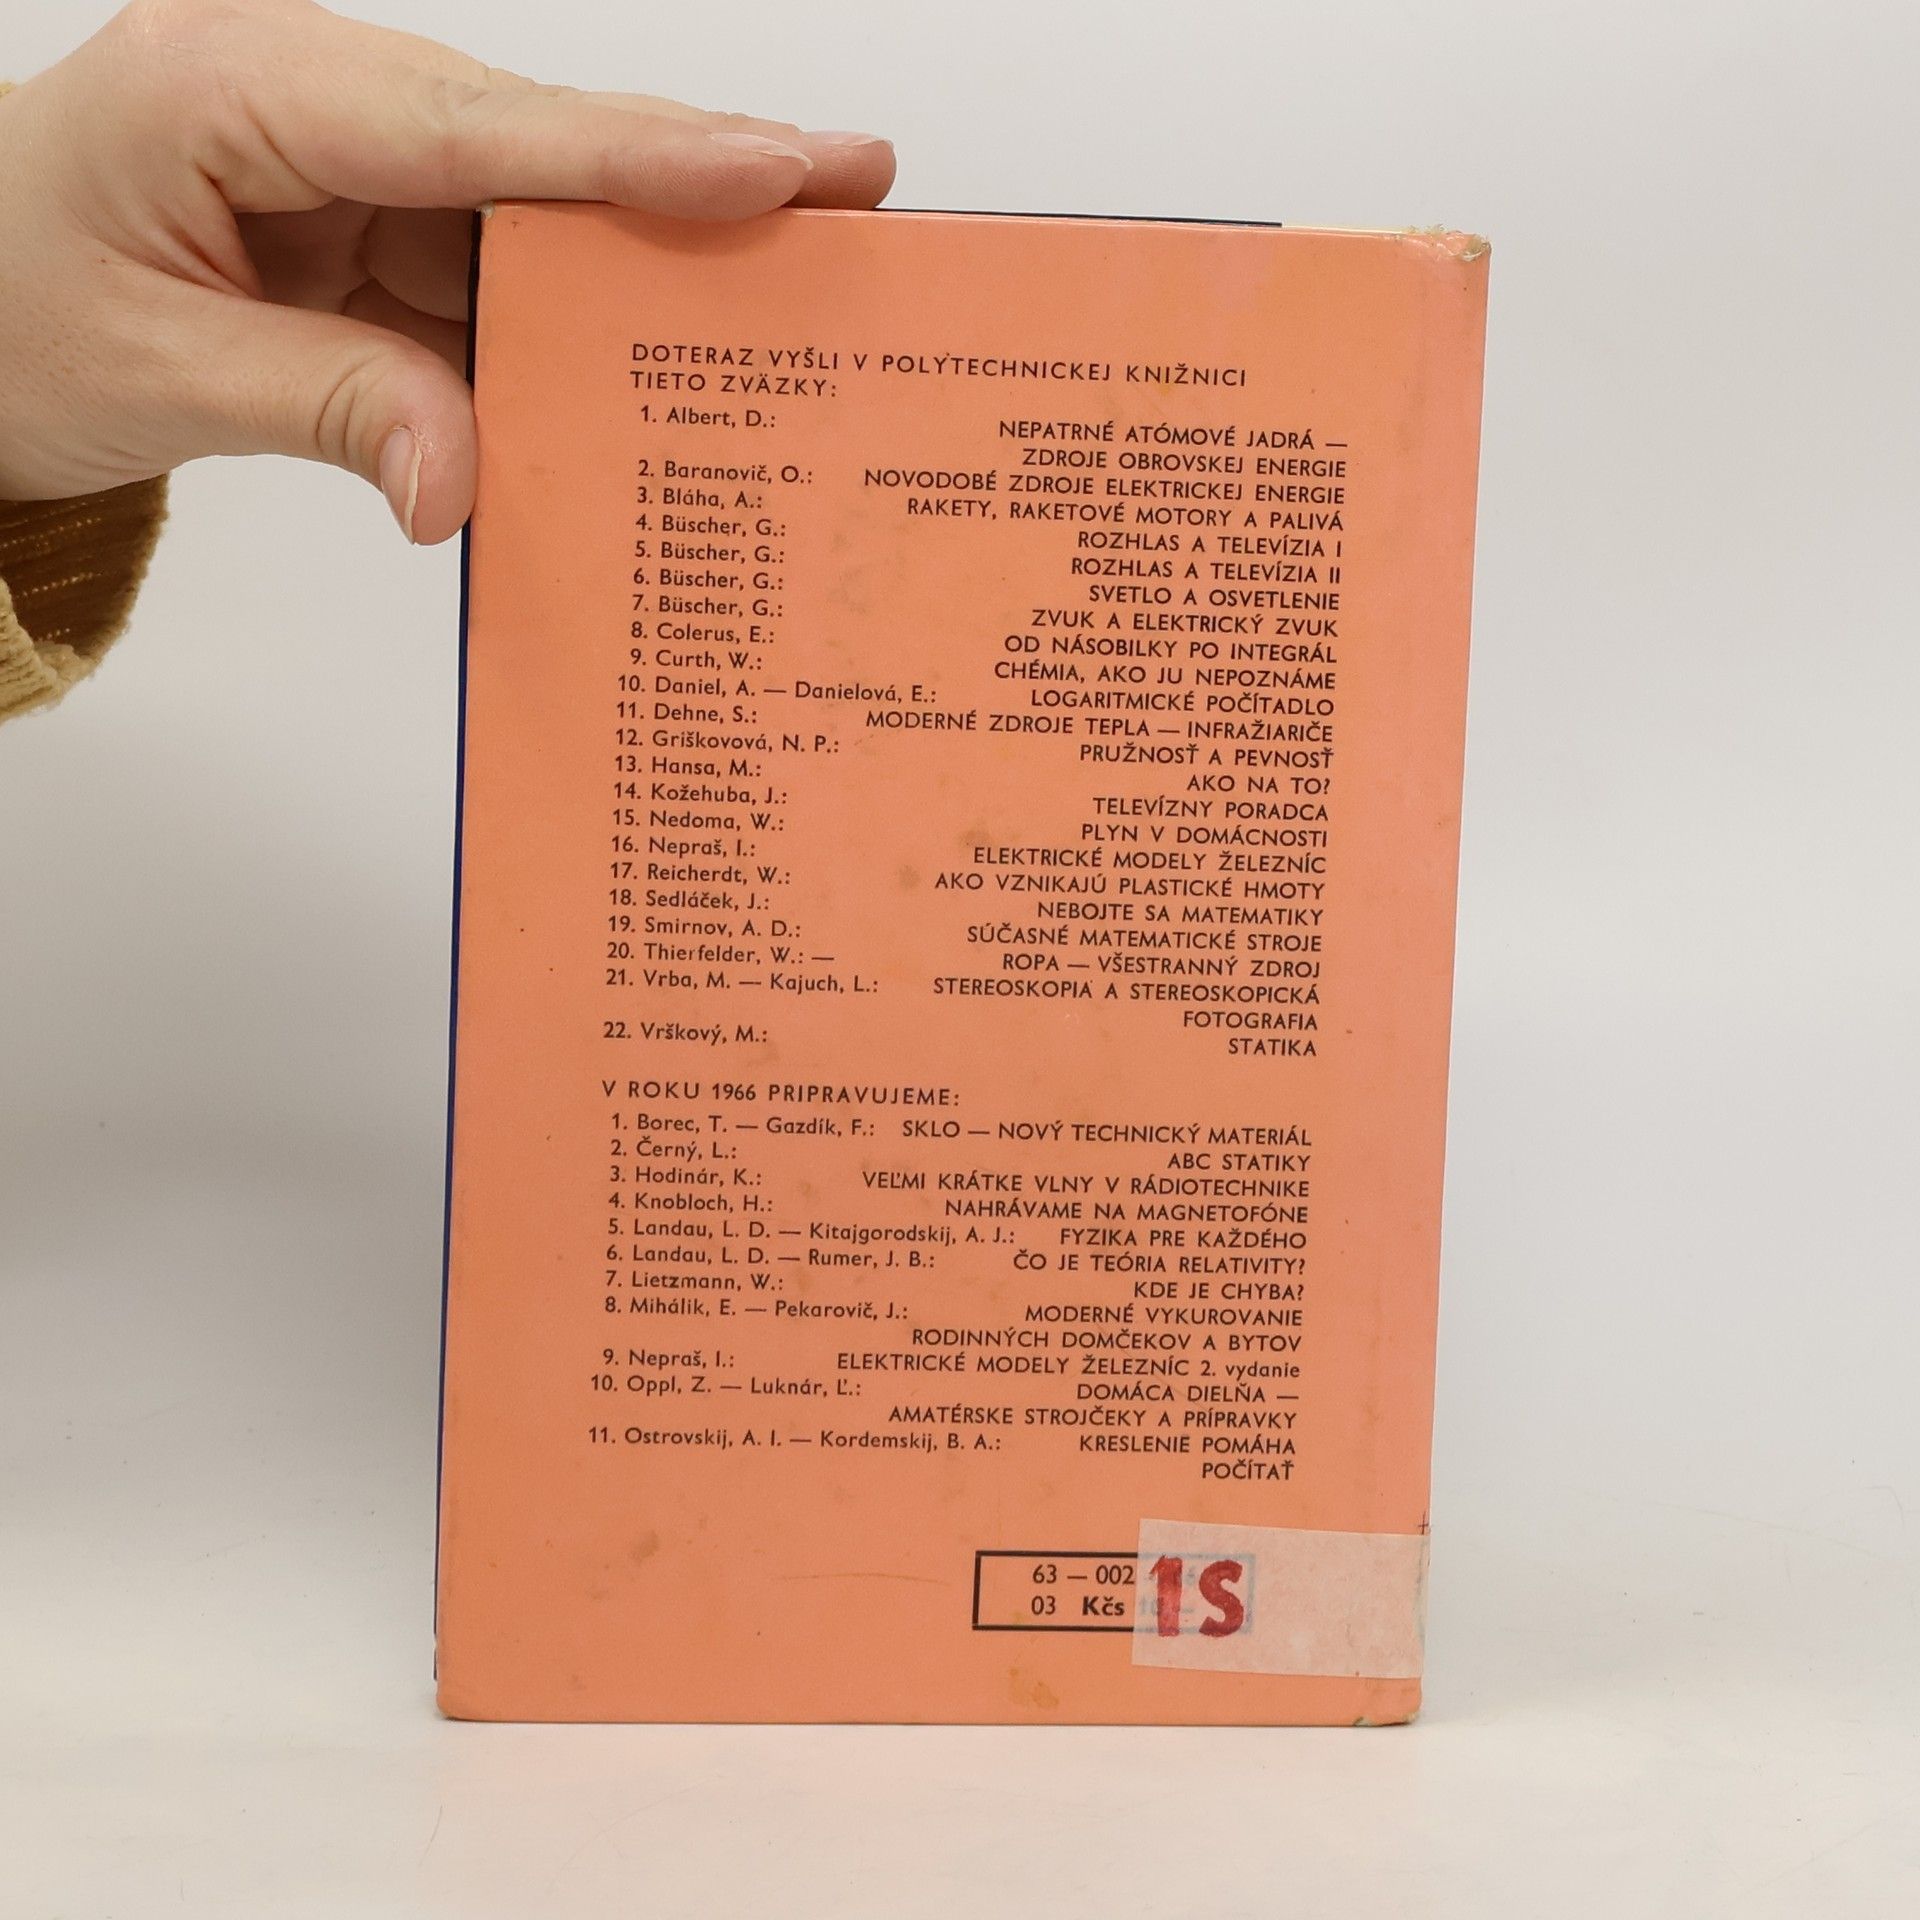 DOTERAZ VYŠLI V POLYTECHNICKEJ KNIŽNICI
TIETO ZVÄZKY:
1. Albert, D.: NEPATRNÉ ATÓMOVÉ JADRÁ —
ZDROJE OBROVSKEJ ENERGIE
2. Baranovič, O.: NOVODOBÉ ZDROJE ELEKTRICKEJ ENERGIE
3. Bláha, A.: RAKETY, RAKETOVÉ MOTORY A PALIVÁ
4. Büscher, G.: ROZHLAS A TELEVÍZIA I
5. Büscher, G.: ROZHLAS A TELEVÍZIA II
6. Büscher, G.: SVETLO A OSVETLENIE
7. Büscher, G.: ZVUK A ELEKTRICKÝ ZVUK
8. Colerus, E.: OD NÁSOBILKY PO INTEGRÁL
9. Curth, W.: CHÉMIA, AKO JU NEPOZNÁME
10. Daniel, A. — Danielová, E.: LOGARITMICKÉ POČÍTADLO
11. Dehne, S.: MODERNÉ ZDROJE TEPLA — INFRAŽIARIČE
12. Griškovová, N. P.: PRUŽNOSŤ A PEVNOSŤ
13. Hansa, M.: AKO NA TO?
14. Kožehuba, J.: TELEVÍZNY PORADCA
15. Nedoma, W.: PLYN V DOMÁCNOSTI
16. Nepraš, I.: ELEKTRICKÉ MODELY ŽELEZNÍC
17. Reicherdt, W.: AKO VZNIKAJÚ PLASTICKÉ HMOTY
18. Sedláček, J.: NEBOJTE SA MATEMATIKY
19. Smirnov, A. D.: SÚČASNÉ MATEMATICKÉ STROJE
20. Thierfelder, W.: — ROPA — VŠESTRANNÝ ZDROJ
21. Vrba, M. — Kajuch, L.: STEREOSKOPIA A STEREOSKOPICKÁ
FOTOGRAFIA
22. Vrškový, M.: STATIKA
V ROKU 1966 PRIPRAVUJEME:
1. Borec, T. — Gazdík, F.: SKLO — NOVÝ TECHNICKÝ MATERIÁL
2. Černý, L.: ABC STATIKY
3. Hodinár, K.: VEĽMI KRÁTKE VLNY V RÁDIOTECHNIKE
4. Knobloch, H.: NAHRÁVAME NA MAGNETOFÓNE
5. Landau, L. D. — Kitajgorodskij, A. J.: FYZIKA PRE KAŽDÉHO
6. Landau, L. D. — Rumer, J. B.: ČO JE TEÓRIA RELATIVITY?
7. Lietzmann, W.: KDE JE CHYBA?
8. Mihálik, E. — Pekarovič, J.: MODERNÉ VYKUROVANIE
RODINNÝCH DOMČEKOV A BYTOV
9. Nepraš, I.: ELEKTRICKÉ MODELY ŽELEZNÍC 2. vydanie
10. Oppl, Z. — Luknár, Ľ.: DOMÁCA DIELŇA —
AMATÉRSKE STROJČEKY A PRÍPRAVKY
11. Ostrovskij, A. I. — Kordemskij, B. A.: KRESLENIE POMÁHA
POČÍTAŤ
63 — 002
03 Kčs
1S